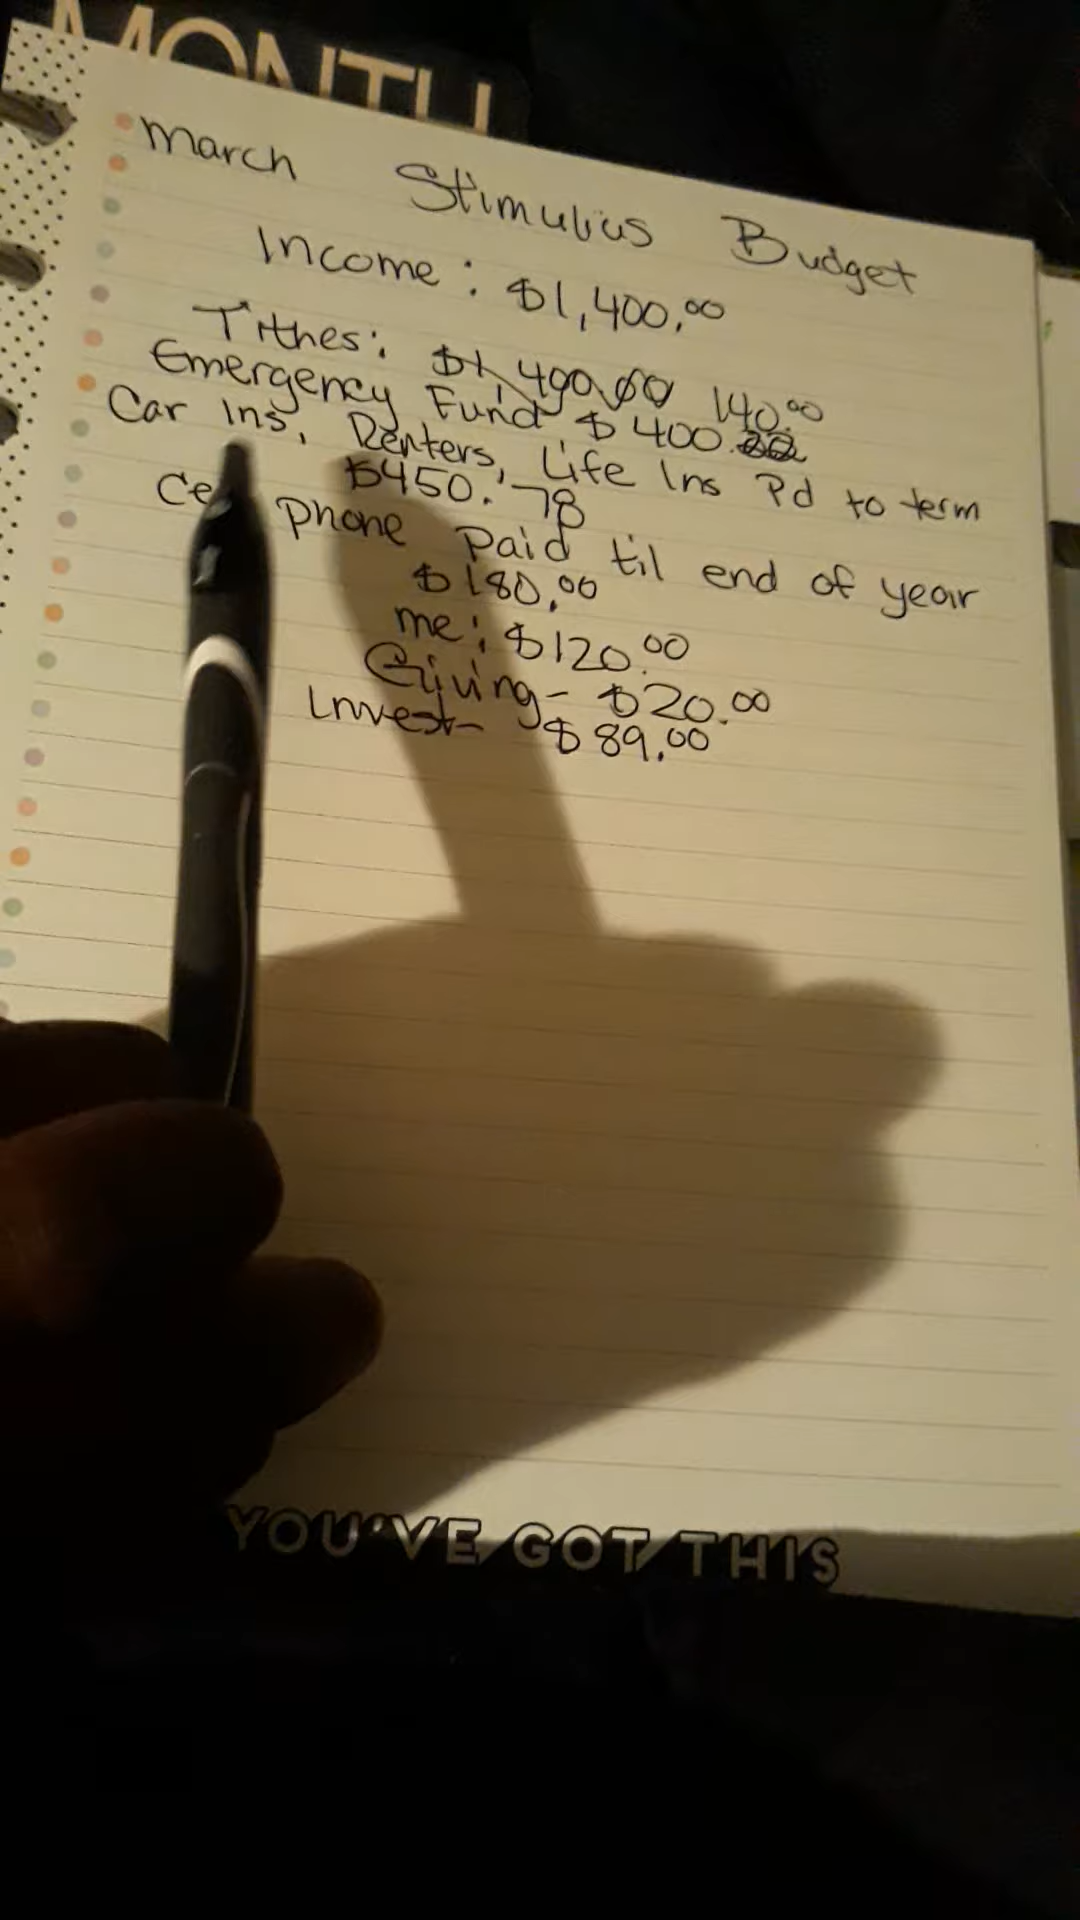 MONTH
March Stimulus Budget
Income: $1,400.00
Tithes: $1,400.00 140.00
Emergency Fund $400.00
Car Ins, Renters, Life Ins Pd to term
$450.78
Phone Paid til end of year
$180.00
me: $120.00
Giving- $20.00
Invest- $89.00
YOU'VE GOT THIS